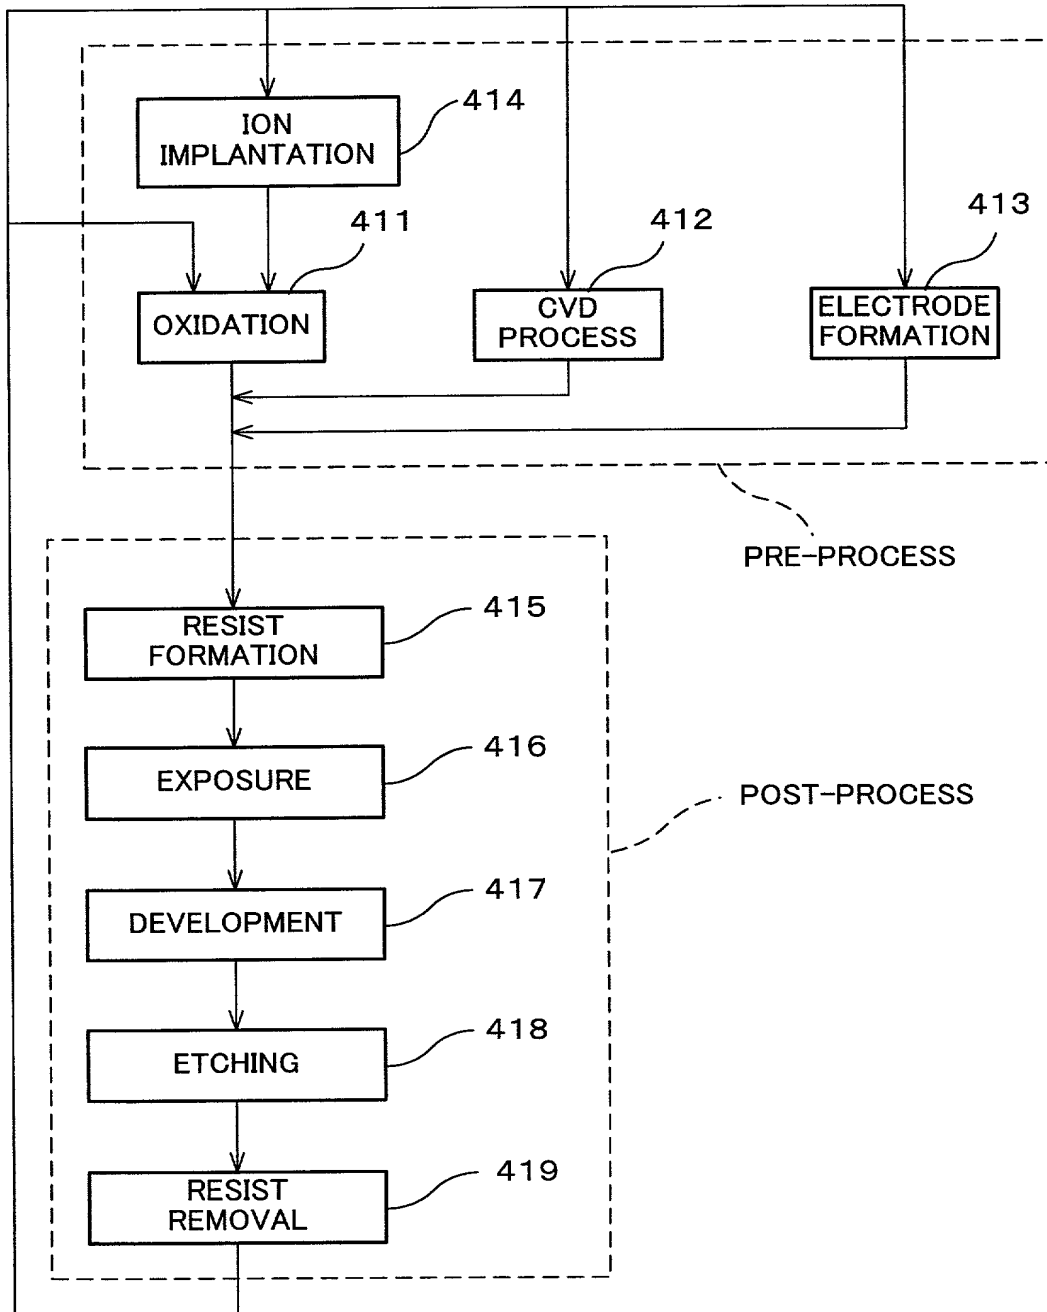 414
ION
IMPLANTATION
411
412
413
OXIDATION
CVD
PROCESS
ELECTRODE
FORMATION
PRE-PROCESS
415
RESIST
FORMATION
416
EXPOSURE
POST-PROCESS
417
DEVELOPMENT
418
ETCHING
419
RESIST
REMOVAL